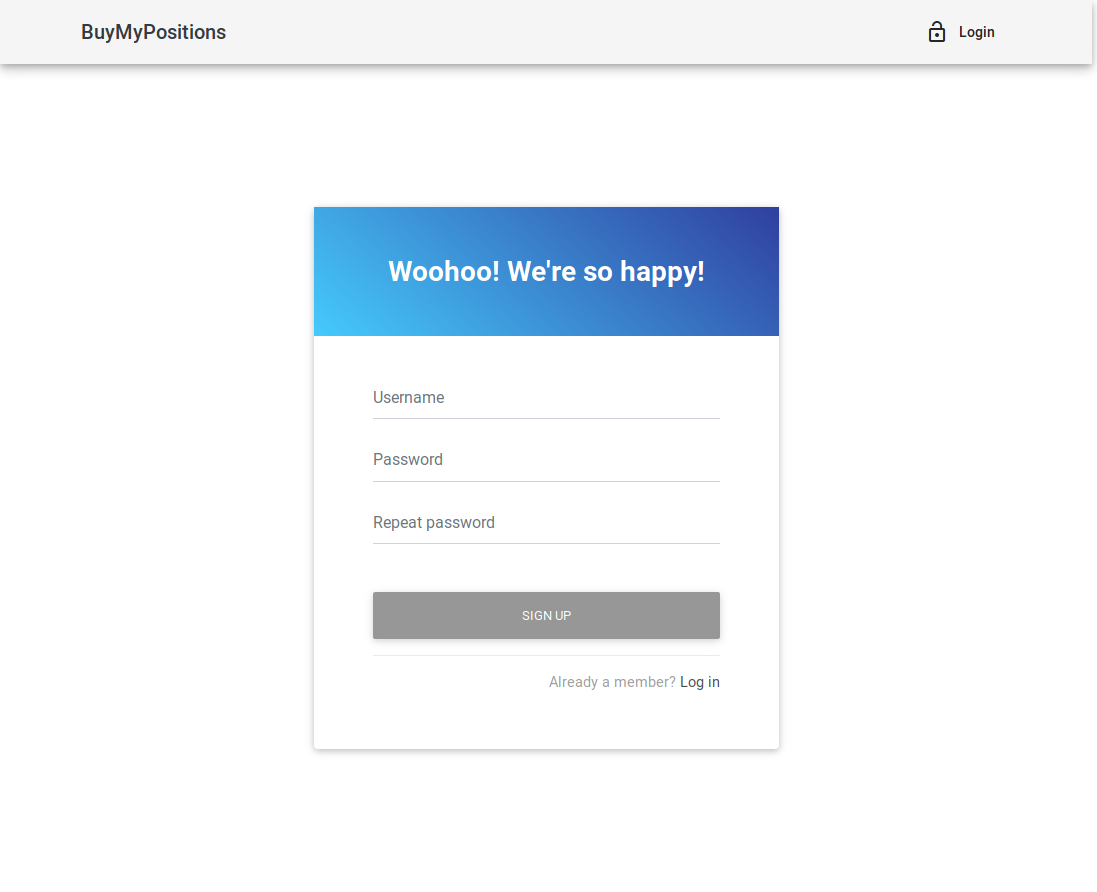 BuyMyPositions
Login
Woohoo! We're so happy!
Username
Password
Repeat password
SIGN UP
Already a member? Log in